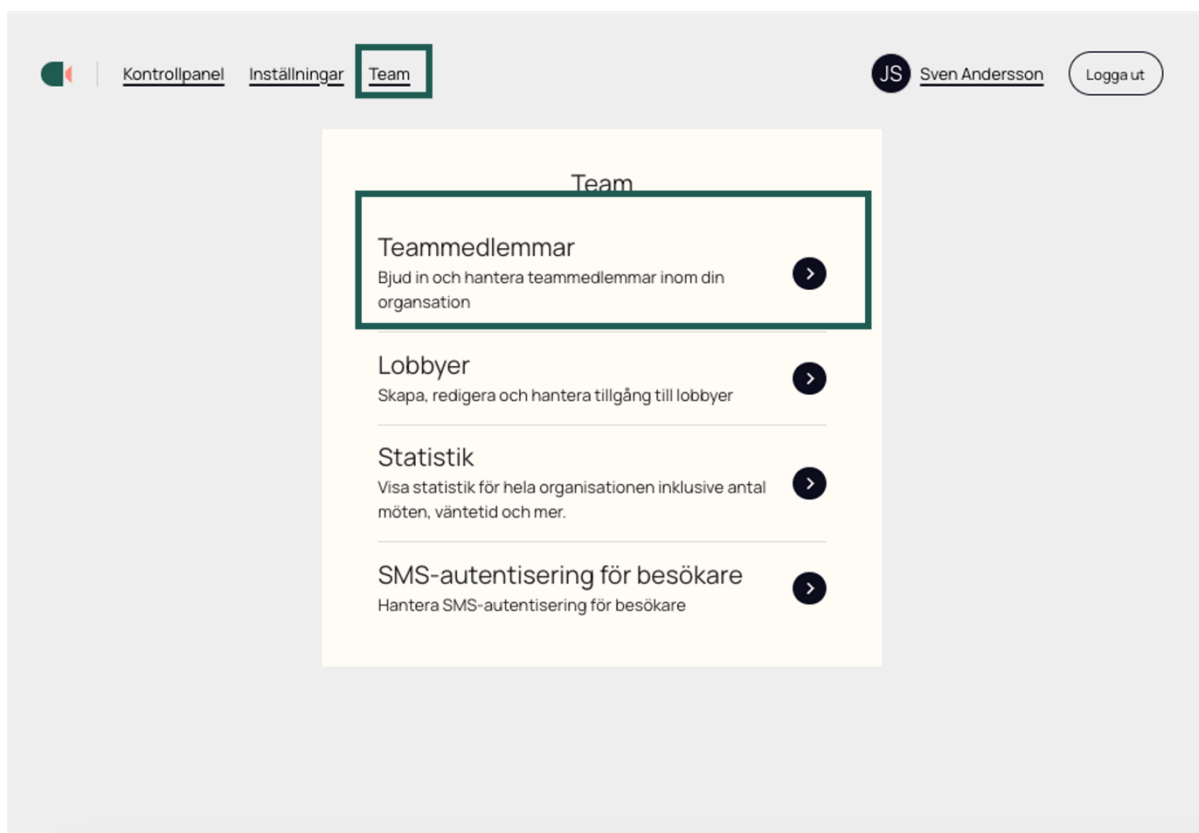 Kontrollpanel Inställningar Team JS Sven Andersson Logga ut
Team
Teammedlemmar
Bjud in och hantera teammedlemmar inom din
organsation
Lobbyer
Skapa, redigera och hantera tillgång till lobbyer
Statistik
Visa statistik för hela organisationen inklusive antal
möten, väntetid och mer.
SMS-autentisering för besökare
Hantera SMS-autentisering för besökare